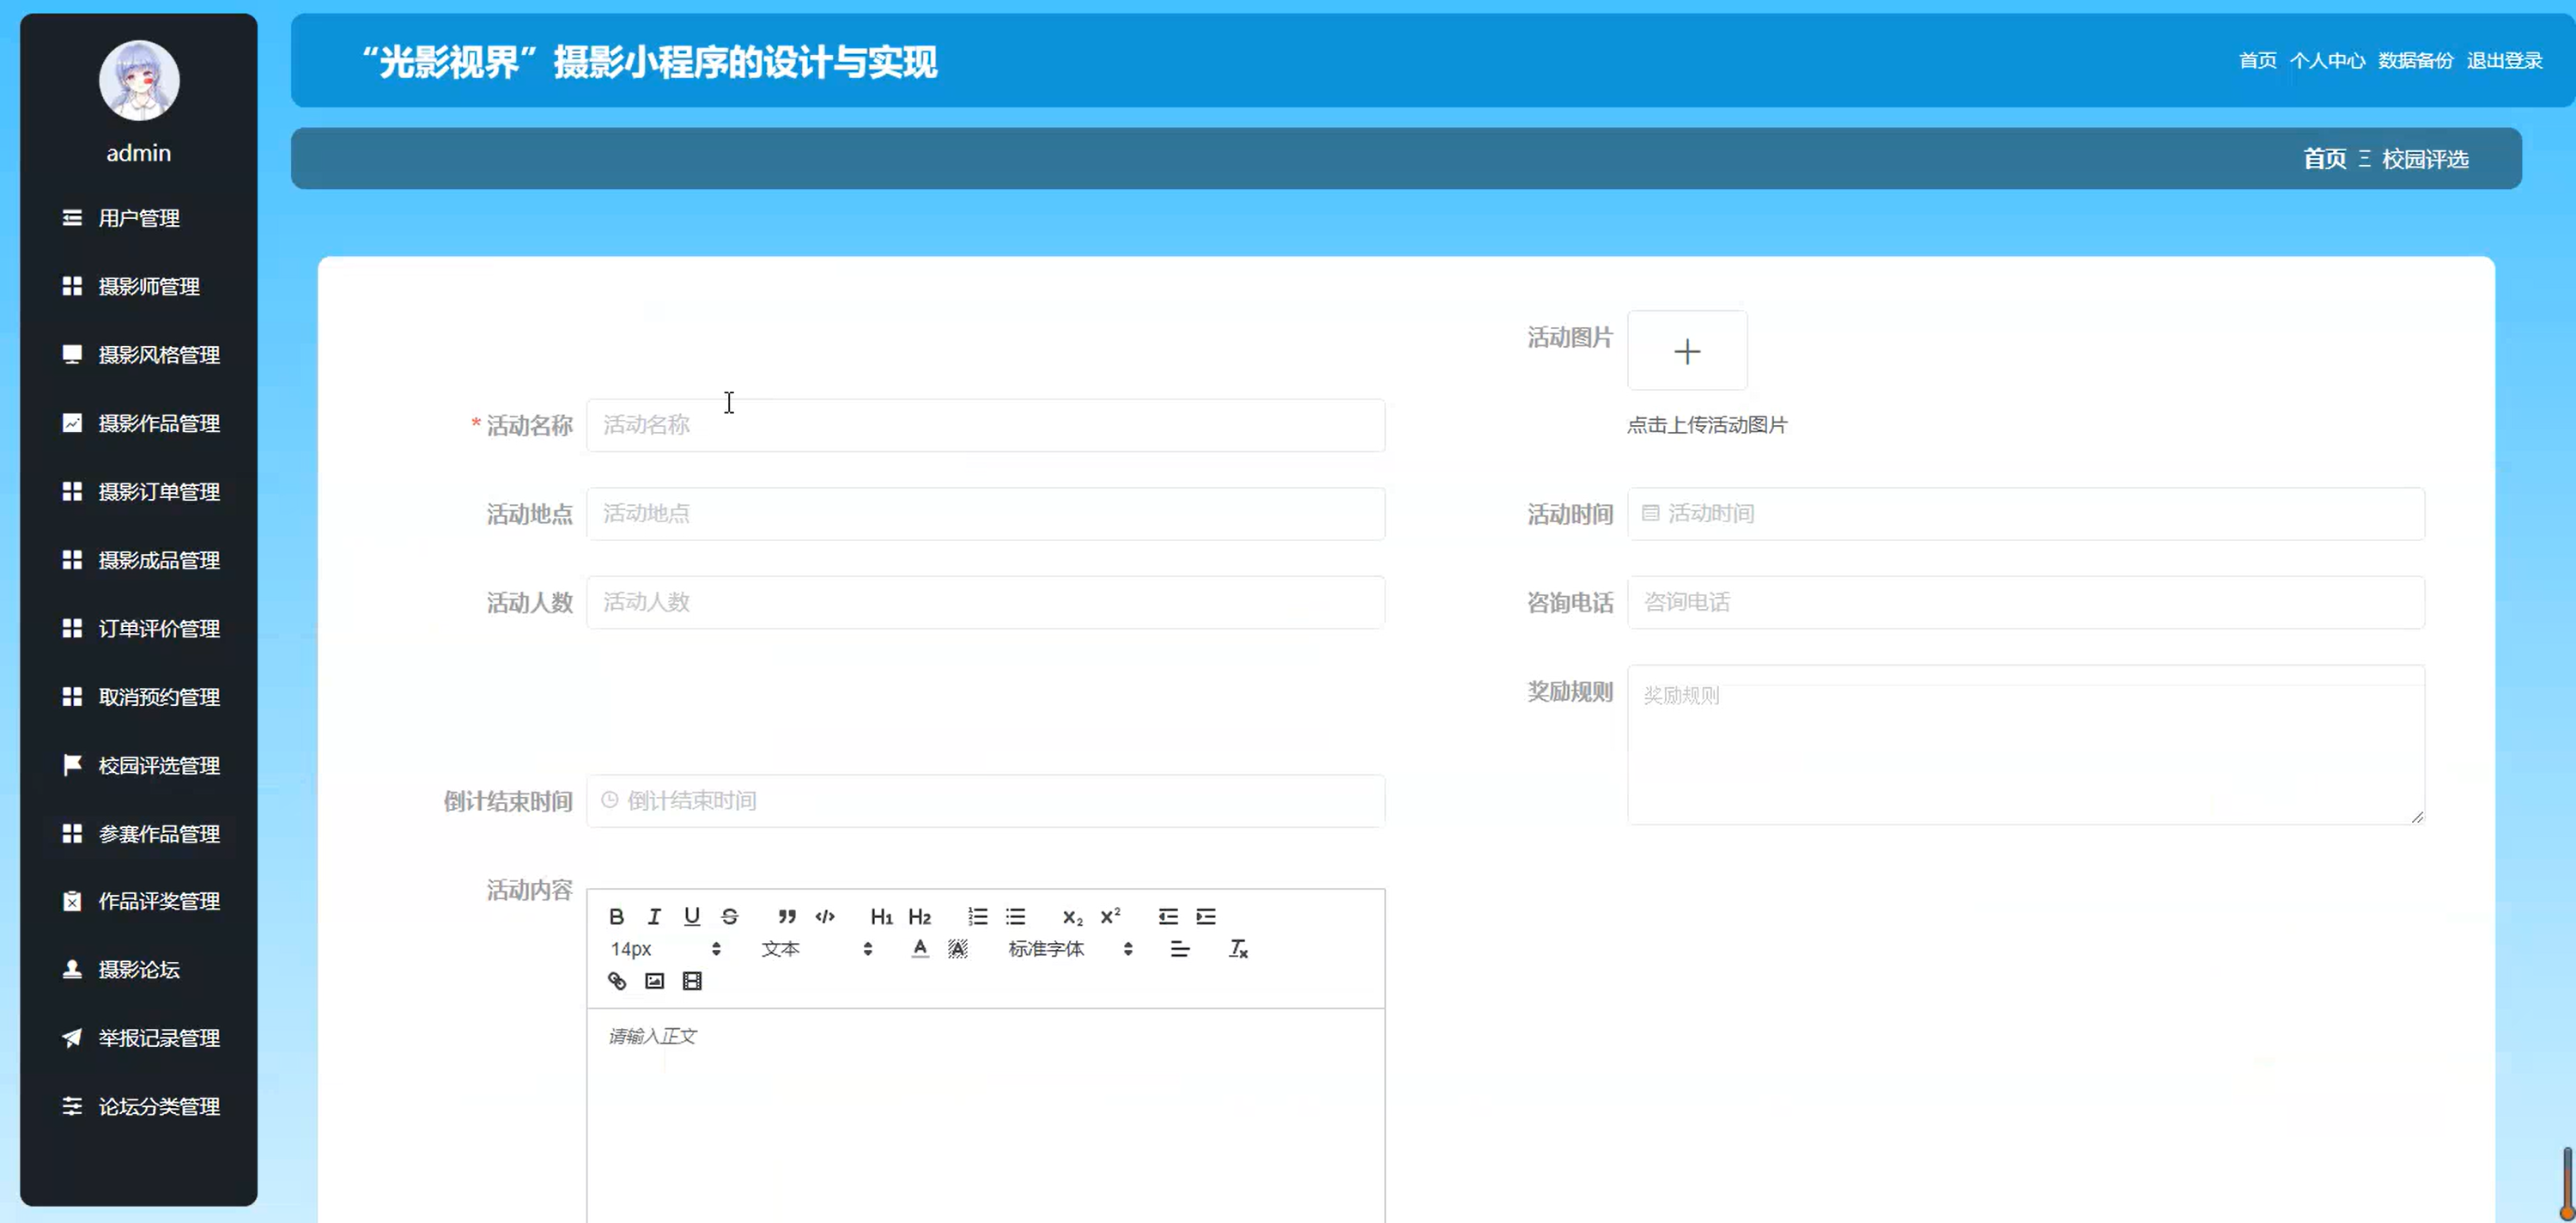 “光影视界”摄影小程序的设计与实现
首页 个人中心 数据备份 退出登录
admin
首页 Ξ 校园评选
用户管理
摄影师管理
摄影风格管理
摄影作品管理
摄影订单管理
摄影成品管理
订单评价管理
取消预约管理
校园评选管理
参赛作品管理
作品评奖管理
摄影论坛
举报记录管理
论坛分类管理
活动图片
点击上传活动图片
* 活动名称 活动名称
活动地点 活动地点
活动时间 活动时间
活动人数 活动人数
咨询电话 咨询电话
奖励规则 奖励规则
倒计结束时间 倒计结束时间
活动内容
B I U S ” </> H1 H2 X2 X2
14px 文本 A A 标准字体 Tx
请输入正文